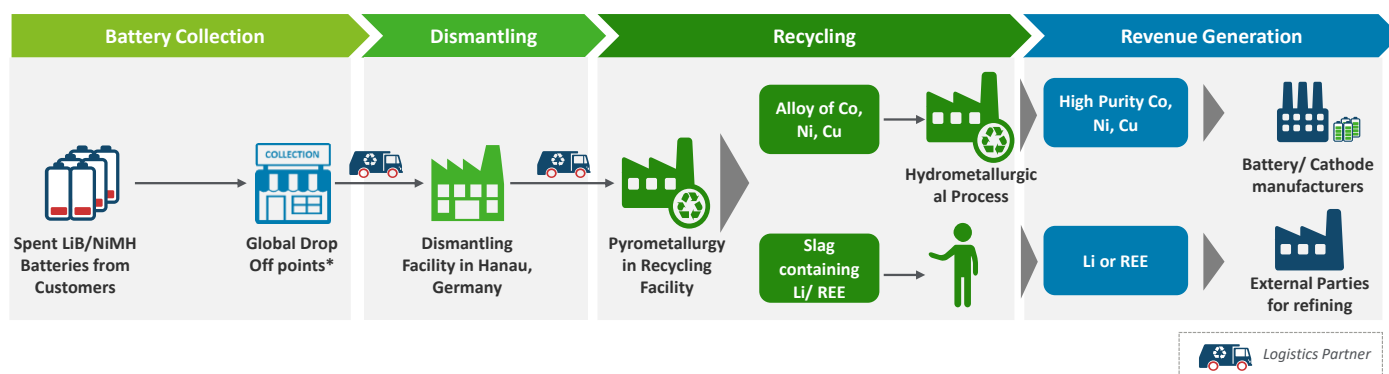 Battery Collection
Dismantling
Recycling
Revenue Generation
COLLECTION
Spent LiB/NiMH
Batteries from
Customers
Global Drop
Off points*
Dismantling
Facility in Hanau,
Germany
Pyrometallurgy
in Recycling
Facility
Alloy of Co,
Ni, Cu
Hydrometallurgic
al Process
Slag
containing
Li/ REE
High Purity Co,
Ni, Cu
Battery/ Cathode
manufacturers
Li or REE
External Parties
for refining
Logistics Partner